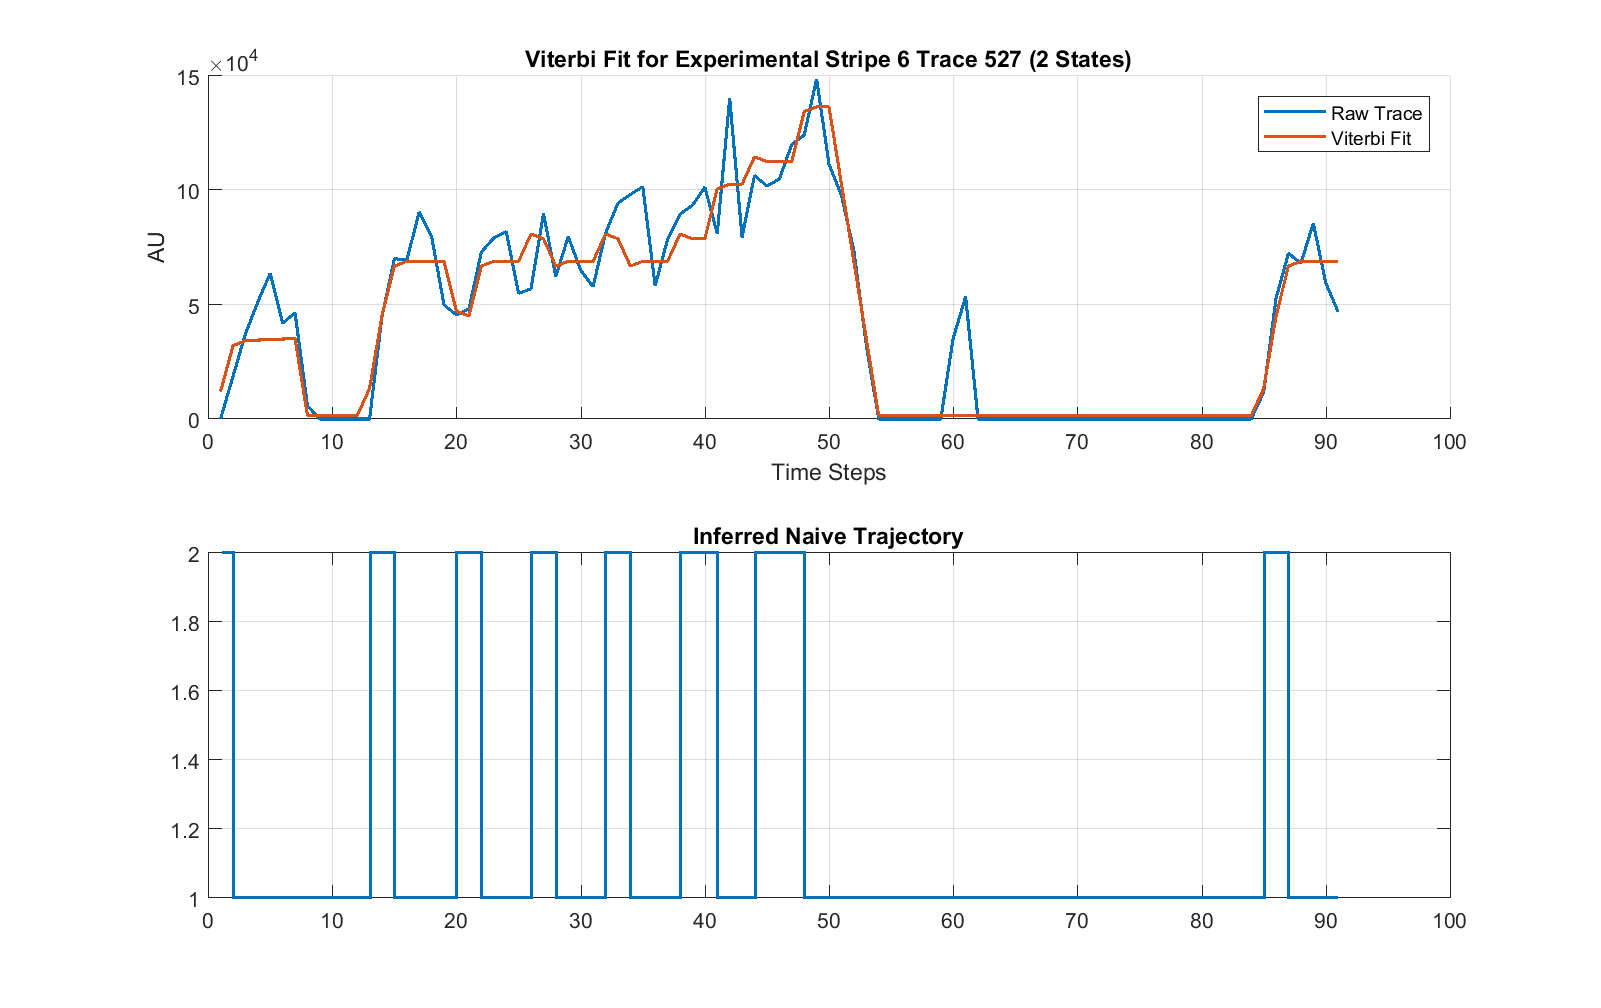 Viterbi Fit for Experimental Stripe 6 Trace 527 (2 States)
×10⁴
15
10
5
0
AU
Raw Trace
Viterbi Fit
0 10 20 30 40 50 60 70 80 90 100
Time Steps
Inferred Naive Trajectory
2
1.8
1.6
1.4
1.2
1
0 10 20 30 40 50 60 70 80 90 100